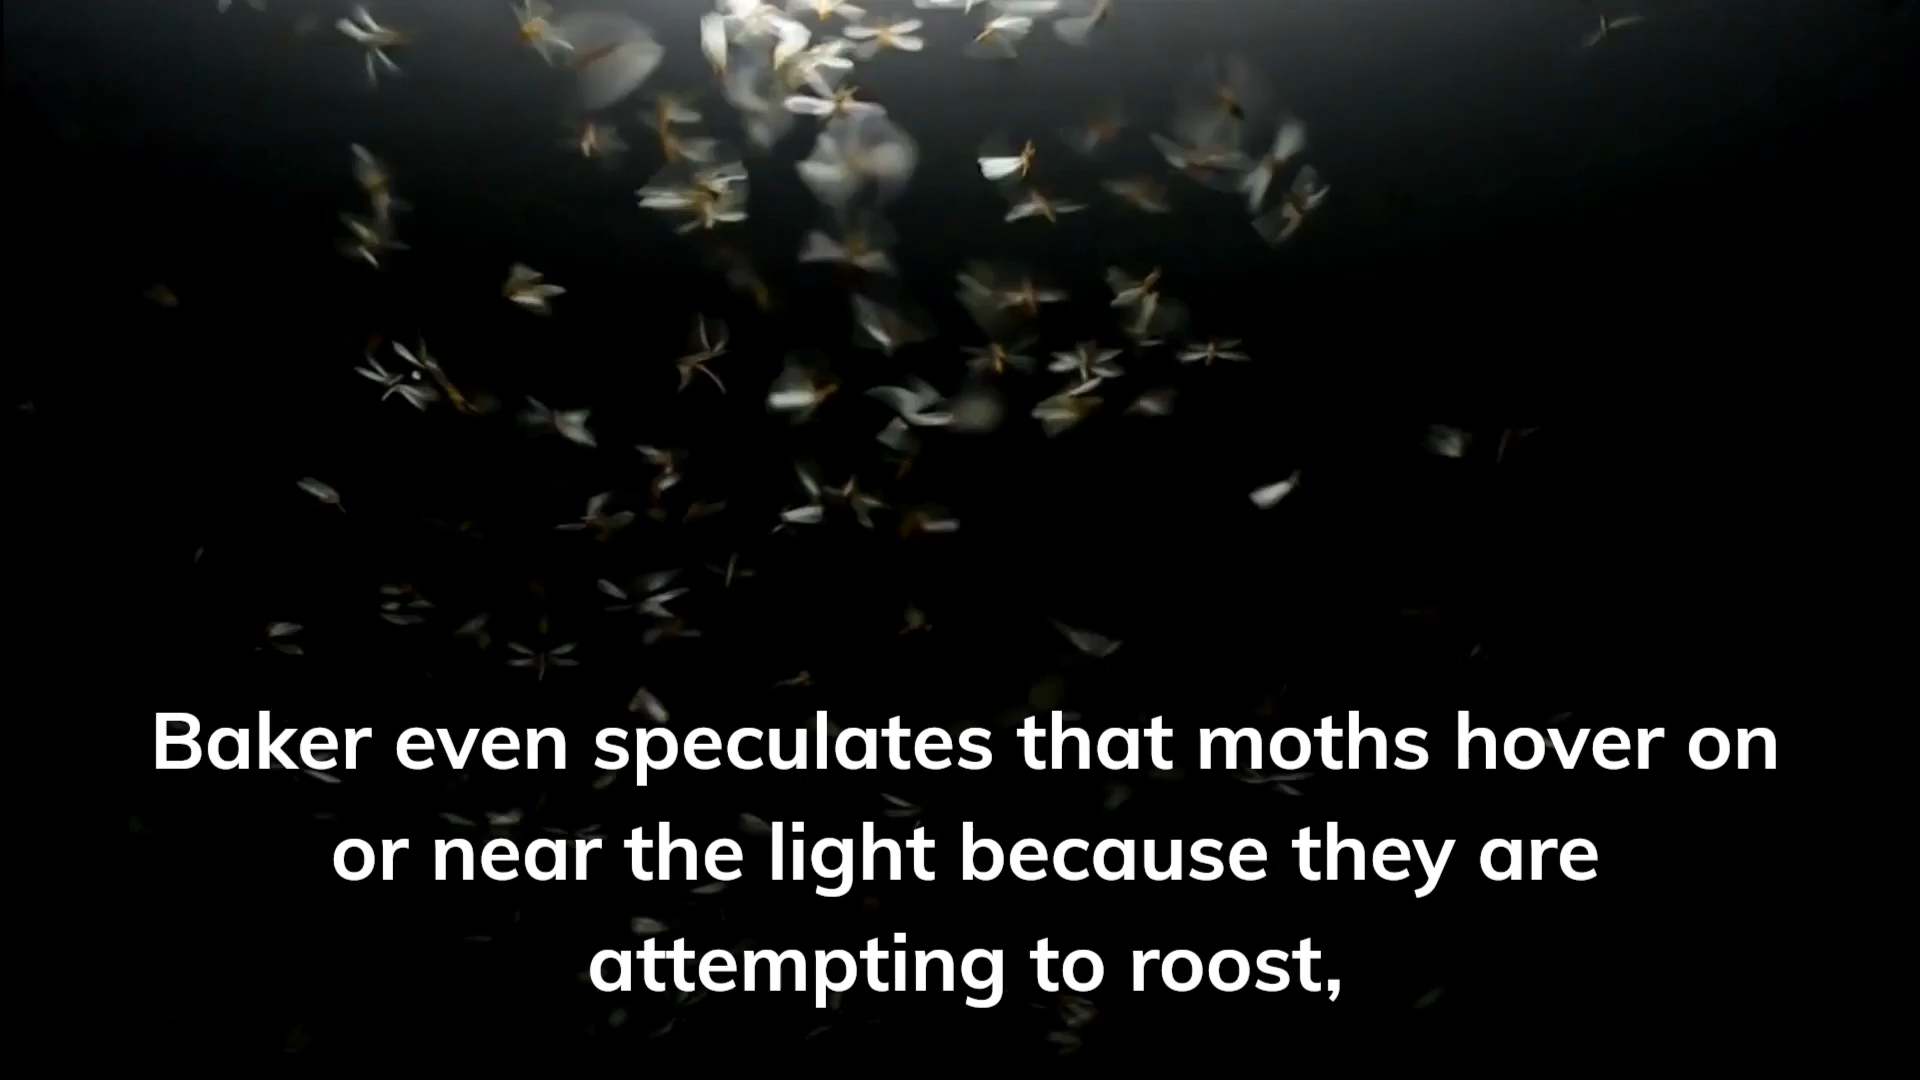 Baker even speculates that moths hover on
or near the light because they are
attempting to roost,